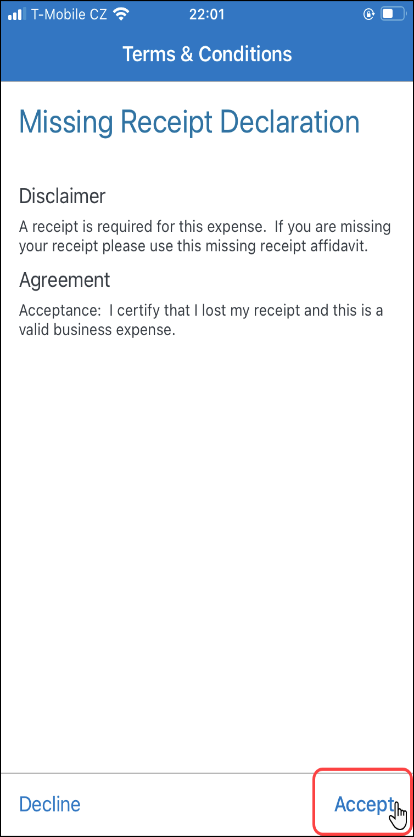 T-Mobile CZ 22:01
Terms & Conditions
Missing Receipt Declaration
Disclaimer
A receipt is required for this expense.  If you are missing
your receipt please use this missing receipt affidavit.
Agreement
Acceptance:  I certify that I lost my receipt and this is a
valid business expense.
Decline Accept